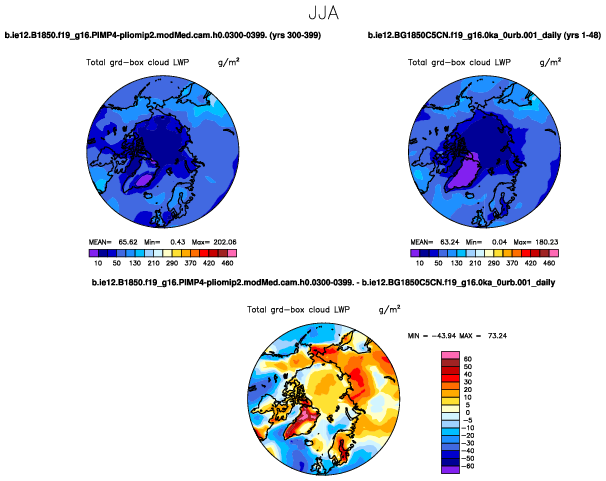 JJA
b.ie12.B1850.f19_g16.PIMP4-pliomip2.modMed.cam.h0.0300-0399. (yrs 300-399)
b.ie12.BG1850C5CN.f19_g16.0ka_0urb.001_daily (yrs 1-48)
Total grd-box cloud LWP g/m²
Total grd-box cloud LWP g/m²
MEAN= 65.62 Min= 0.43 Max= 202.06
MEAN= 63.24 Min= 0.04 Max= 180.23
10 50 130 210 290 370 420 460
10 50 130 210 290 370 420 460
b.ie12.B1850.f19_g16.PIMP4-pliomip2.modMed.cam.h0.0300-0399. - b.ie12.BG1850C5CN.f19_g16.0ka_0urb.001_daily
Total grd-box cloud LWP g/m²
MIN = -43.94 MAX = 73.24
60
50
40
30
20
15
10
5
0
-5
-10
-15
-20
-30
-40
-50
-60